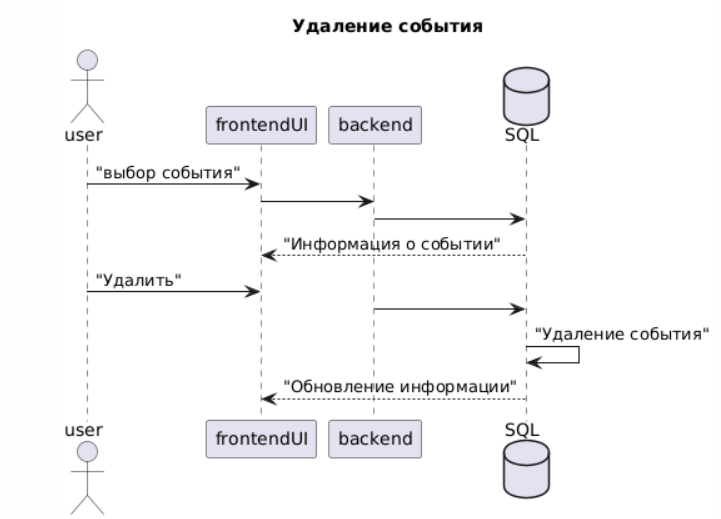 Удаление события
user
frontendUI
backend
SQL
"выбор события"
"Информация о событии"
"Удалить"
"Удаление события"
"Обновление информации"
user
frontendUI
backend
SQL